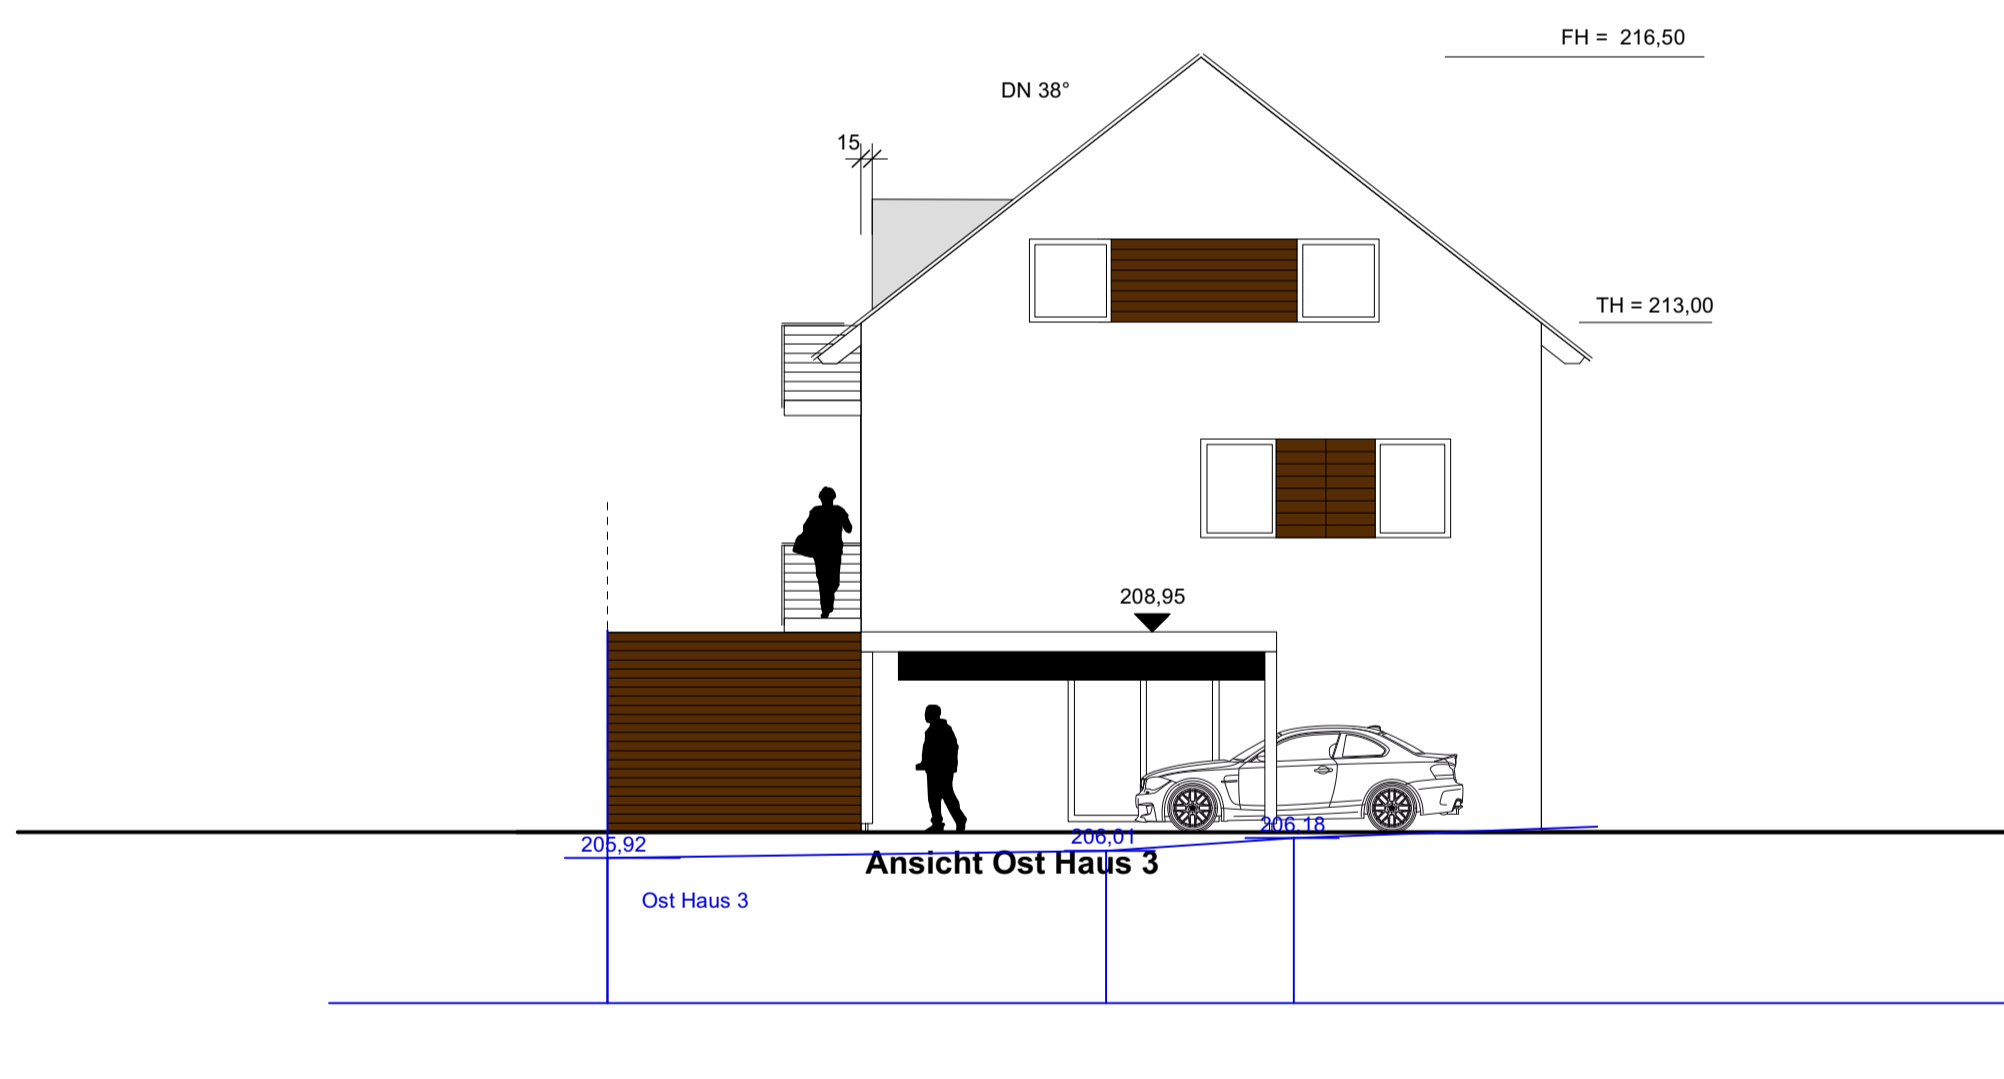 FH = 216,50
DN 38°
15
TH = 213,00
208,95
206,18
206,01
205,92
Ansicht Ost Haus 3
Ost Haus 3